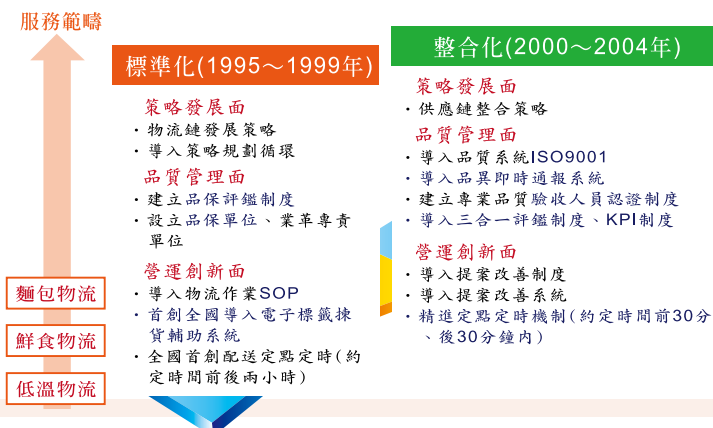 服務範疇
標準化(1995～1999年)
策略發展面
・物流鏈發展策略
・導入策略規劃循環
品質管理面
・建立品保評鑑制度
・設立品保單位、業革專責
單位
營運創新面
・導入物流作業SOP
・首創全國導入電子標籤揀
貨輔助系統
・全國首創配送定點定時(約
定時間前後兩小時)
整合化(2000～2004年)
策略發展面
・供應鏈整合策略
品質管理面
・導入品質系統ISO9001
・導入品異即時通報系統
・建立專業品質驗收人員認證制度
・導入三合一評鑑制度、KPI制度
營運創新面
・導入提案改善制度
・導入提案改善系統
・精進定點定時機制(約定時間前30分
、後30分鐘內)
麵包物流
鮮食物流
低溫物流